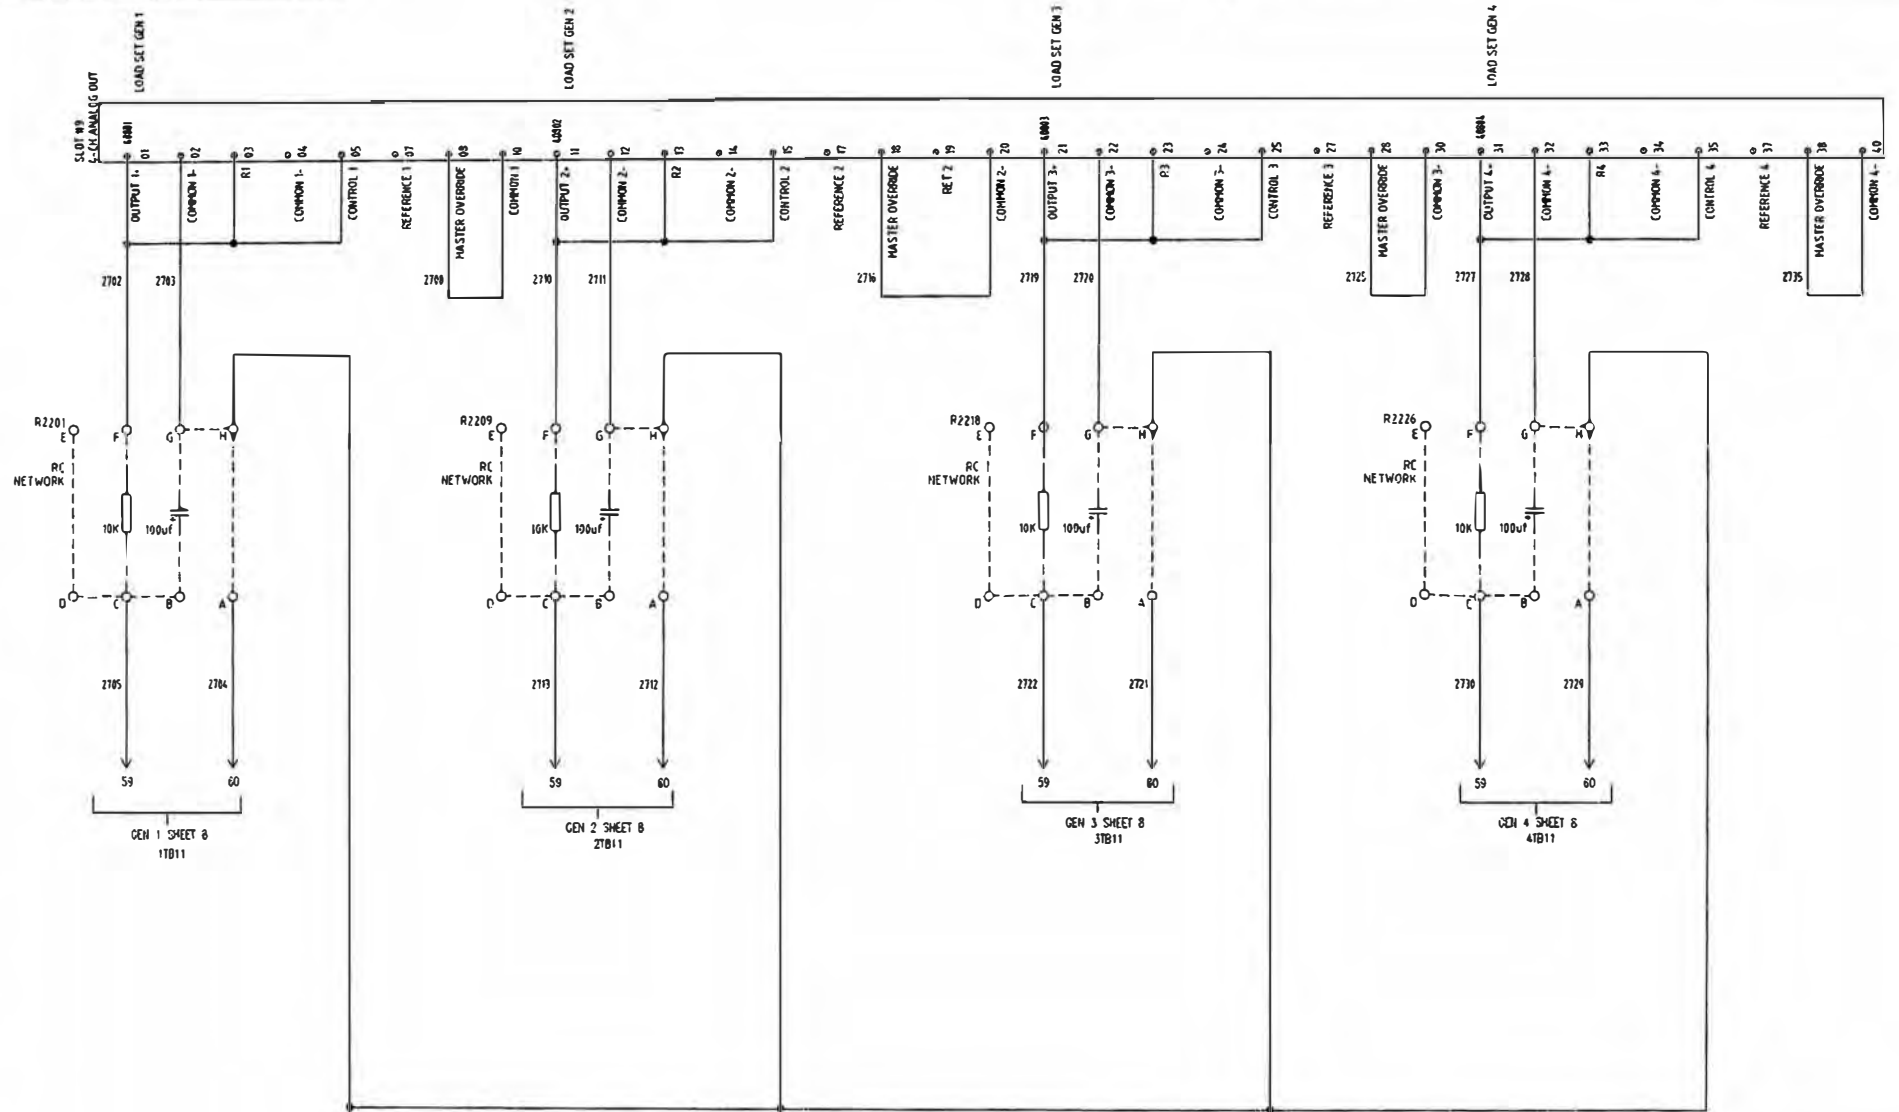 LOAD SET GEN 1
LOAD SET GEN 2
LOAD SET GEN 3
LOAD SET GEN 4
SLOT #9
4-CH ANALOG OUT
40001
40002
40003
40004
01
02
03
04
05
07
08
10
11
12
13
14
15
17
18
19
20
21
22
23
24
25
27
28
30
31
32
33
34
35
37
38
40
OUTPUT 1+
COMMON 1-
R1
COMMON 1-
CONTROL 1
REFERENCE 1
MASTER OVERRIDE
COMMON 1
OUTPUT 2+
COMMON 2-
R2
COMMON 2-
CONTROL 2
REFERENCE 2
MASTER OVERRIDE
RET 2
COMMON 2-
OUTPUT 3+
COMMON 3-
R3
COMMON 3-
CONTROL 3
REFERENCE 3
MASTER OVERRIDE
COMMON 3-
OUTPUT 4+
COMMON 4-
R4
COMMON 4-
CONTROL 4
REFERENCE 4
MASTER OVERRIDE
COMMON 4-
2702
2703
2708
2710
2711
2716
2719
2720
2725
2727
2728
2735
R2201
E
F
G
H
R2209
E
F
G
H
R2218
E
F
G
H
R2226
E
F
G
H
RC
NETWORK
RC
NETWORK
RC
NETWORK
RC
NETWORK
10K
100uf
+
10K
100uf
+
10K
100uf
+
10K
100uf
+
D
C
B
A
D
C
B
A
D
C
B
A
D
C
B
A
2705
2704
2713
2712
2722
2721
2730
2729
59
60
59
60
59
60
59
60
GEN 1 SHEET 8
1TB11
GEN 2 SHEET 8
2TB11
GEN 3 SHEET 8
3TB11
GEN 4 SHEET 8
4TB11